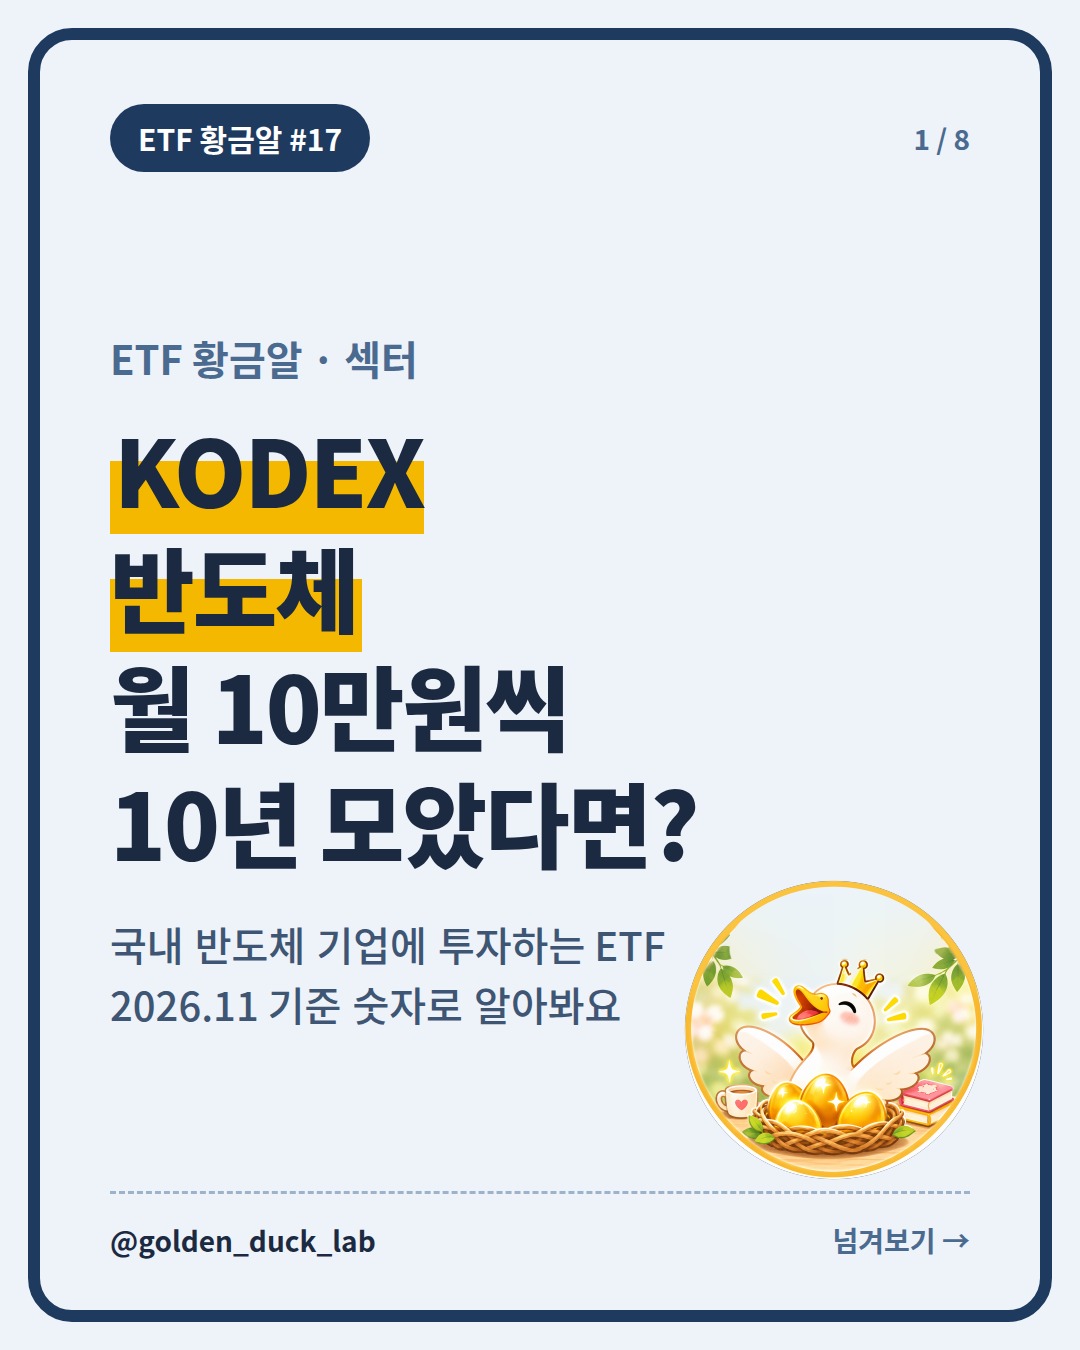 ETF 황금알 #17
1 / 8
ETF 황금알 · 섹터
KODEX
반도체
월 10만원씩
10년 모았다면?
국내 반도체 기업에 투자하는 ETF
2026.11 기준 숫자로 알아봐요
@golden_duck_lab
넘겨보기 →